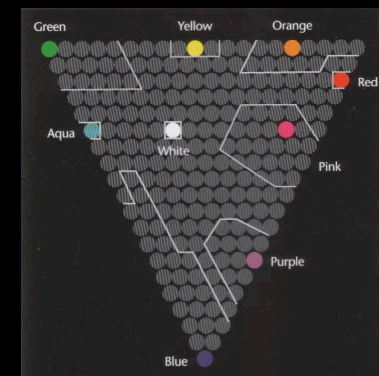 Green
Yellow
Orange
Red
Aqua
White
Pink
Purple
Blue